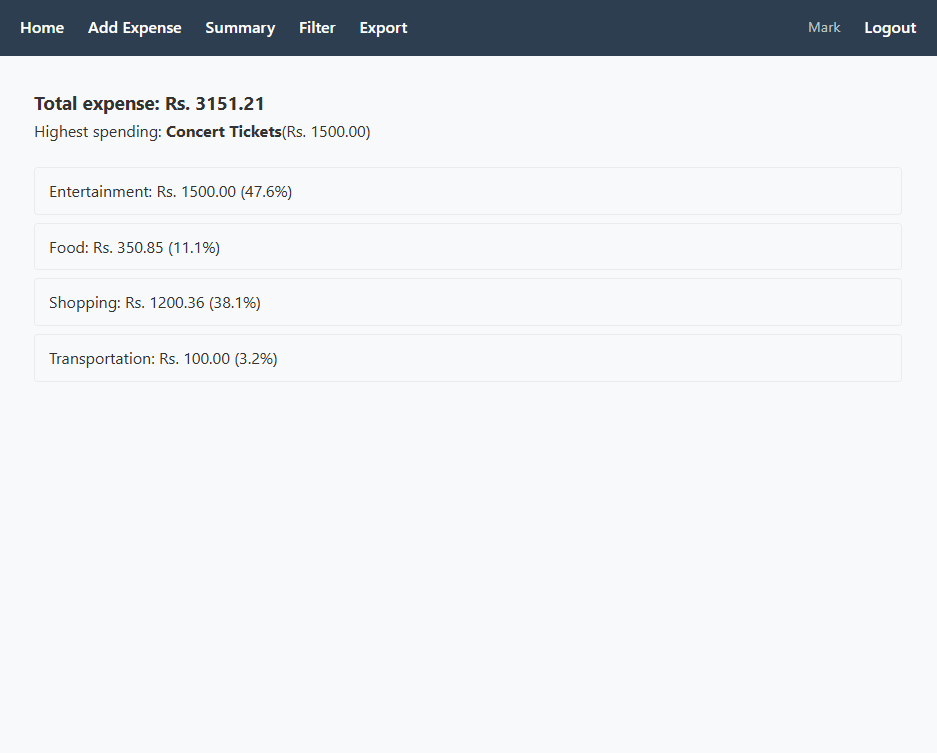 Home Add Expense Summary Filter Export Mark Logout
Total expense: Rs. 3151.21
Highest spending: Concert Tickets(Rs. 1500.00)
Entertainment: Rs. 1500.00 (47.6%)
Food: Rs. 350.85 (11.1%)
Shopping: Rs. 1200.36 (38.1%)
Transportation: Rs. 100.00 (3.2%)